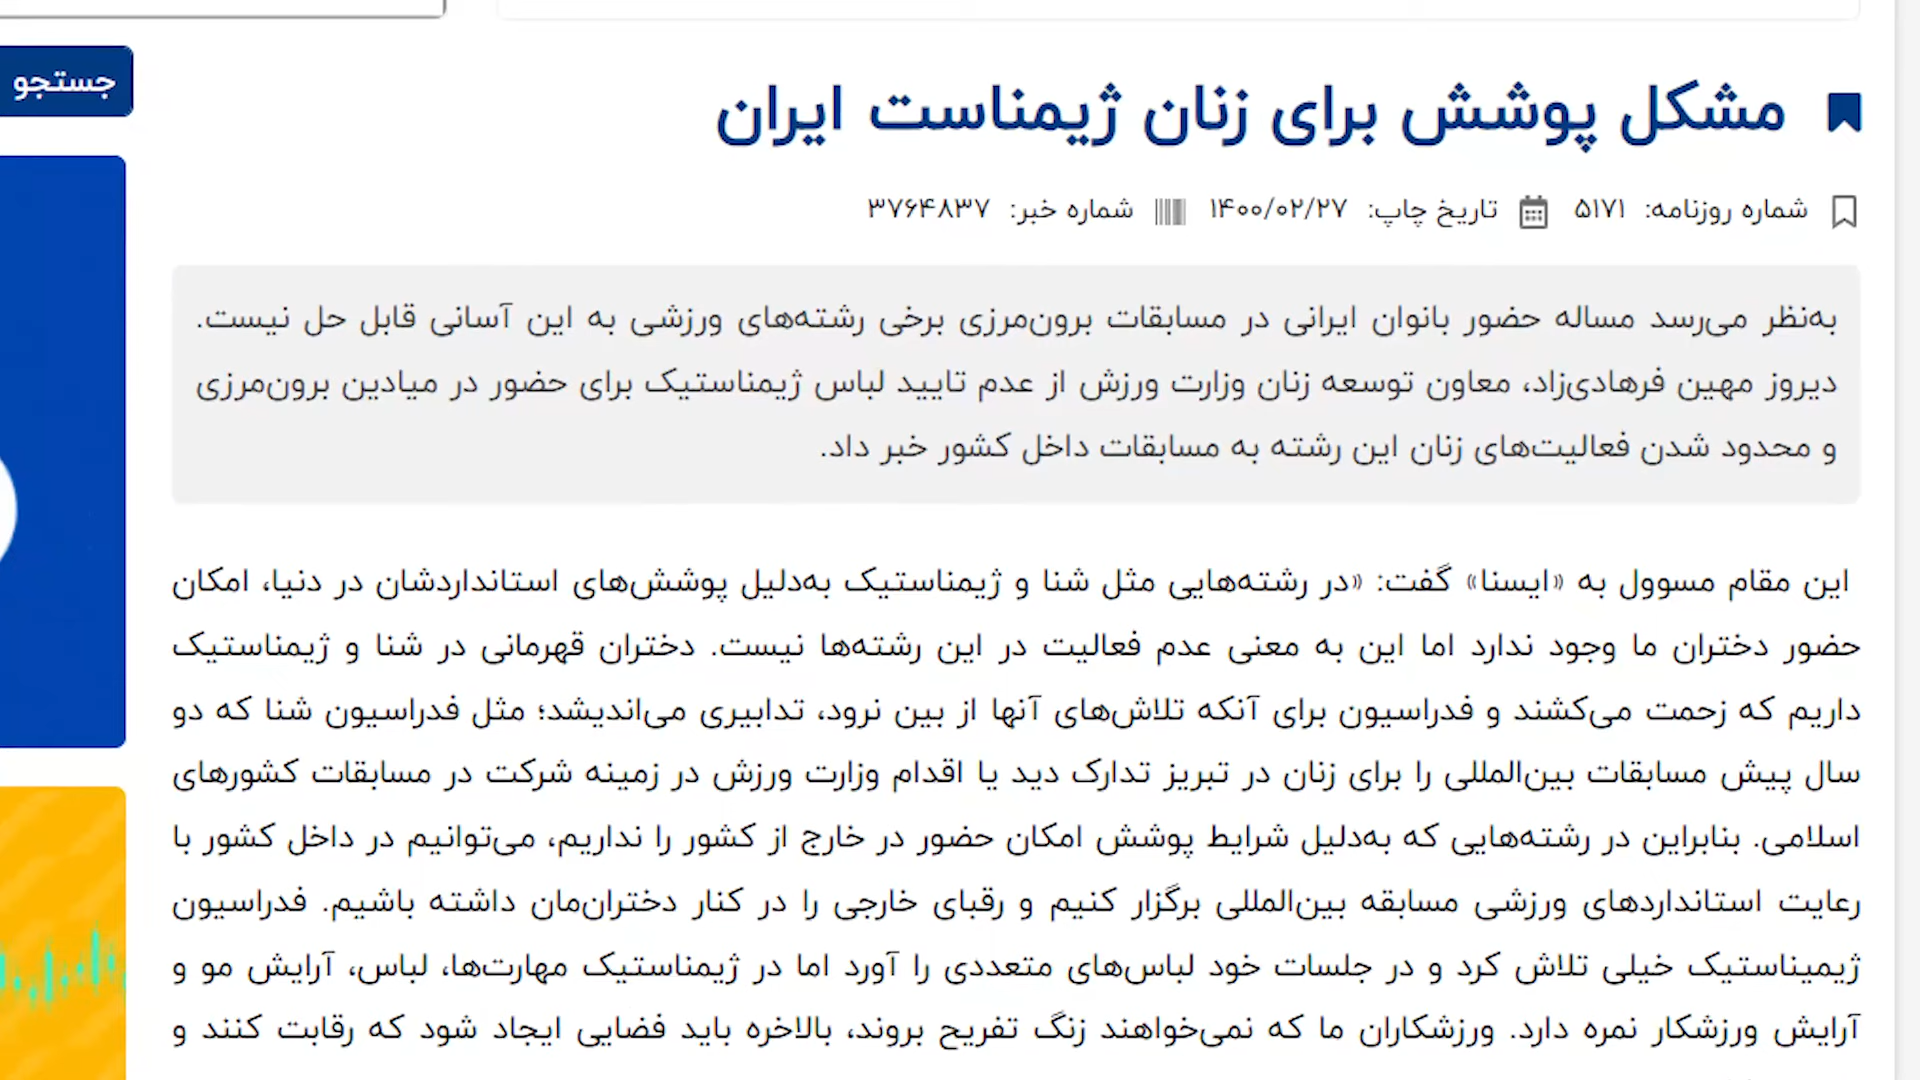 جستجو
مشکل پوشش برای زنان ژیمناست ایران
شماره روزنامه: ۵۱۷۱ تاریخ چاپ: ۱۴۰۰/۰۲/۲۷ شماره خبر: ۳۷۶۴۸۳۷
به‌نظر می‌رسد مساله حضور بانوان ایرانی در مسابقات برون‌مرزی برخی رشته‌های ورزشی به این آسانی قابل حل نیست.
دیروز مهین فرهادی‌زاد، معاون توسعه زنان وزارت ورزش از عدم تایید لباس ژیمناستیک برای حضور در میادین برون‌مرزی
و محدود شدن فعالیت‌های زنان این رشته به مسابقات داخل کشور خبر داد.
این مقام مسوول به «ایسنا» گفت: «در رشته‌هایی مثل شنا و ژیمناستیک به‌دلیل پوشش‌های استانداردشان در دنیا، امکان
حضور دختران ما وجود ندارد اما این به معنی عدم فعالیت در این رشته‌ها نیست. دختران قهرمانی در شنا و ژیمناستیک
داریم که زحمت می‌کشند و فدراسیون برای آنکه تلاش‌های آنها از بین نرود، تدابیری می‌اندیشد؛ مثل فدراسیون شنا که دو
سال پیش مسابقات بین‌المللی را برای زنان در تبریز تدارک دید یا اقدام وزارت ورزش در زمینه شرکت در مسابقات کشورهای
اسلامی. بنابراین در رشته‌هایی که به‌دلیل شرایط پوشش امکان حضور در خارج از کشور را نداریم، می‌توانیم در داخل کشور با
رعایت استانداردهای ورزشی مسابقه بین‌المللی برگزار کنیم و رقبای خارجی را در کنار دختران‌مان داشته باشیم. فدراسیون
ژیمیناستیک خیلی تلاش کرد و در جلسات خود لباس‌های متعددی را آورد اما در ژیمناستیک مهارت‌ها، لباس، آرایش مو و
آرایش ورزشکار نمره دارد. ورزشکاران ما که نمی‌خواهند زنگ تفریح بروند، بالاخره باید فضایی ایجاد شود که رقابت کنند و